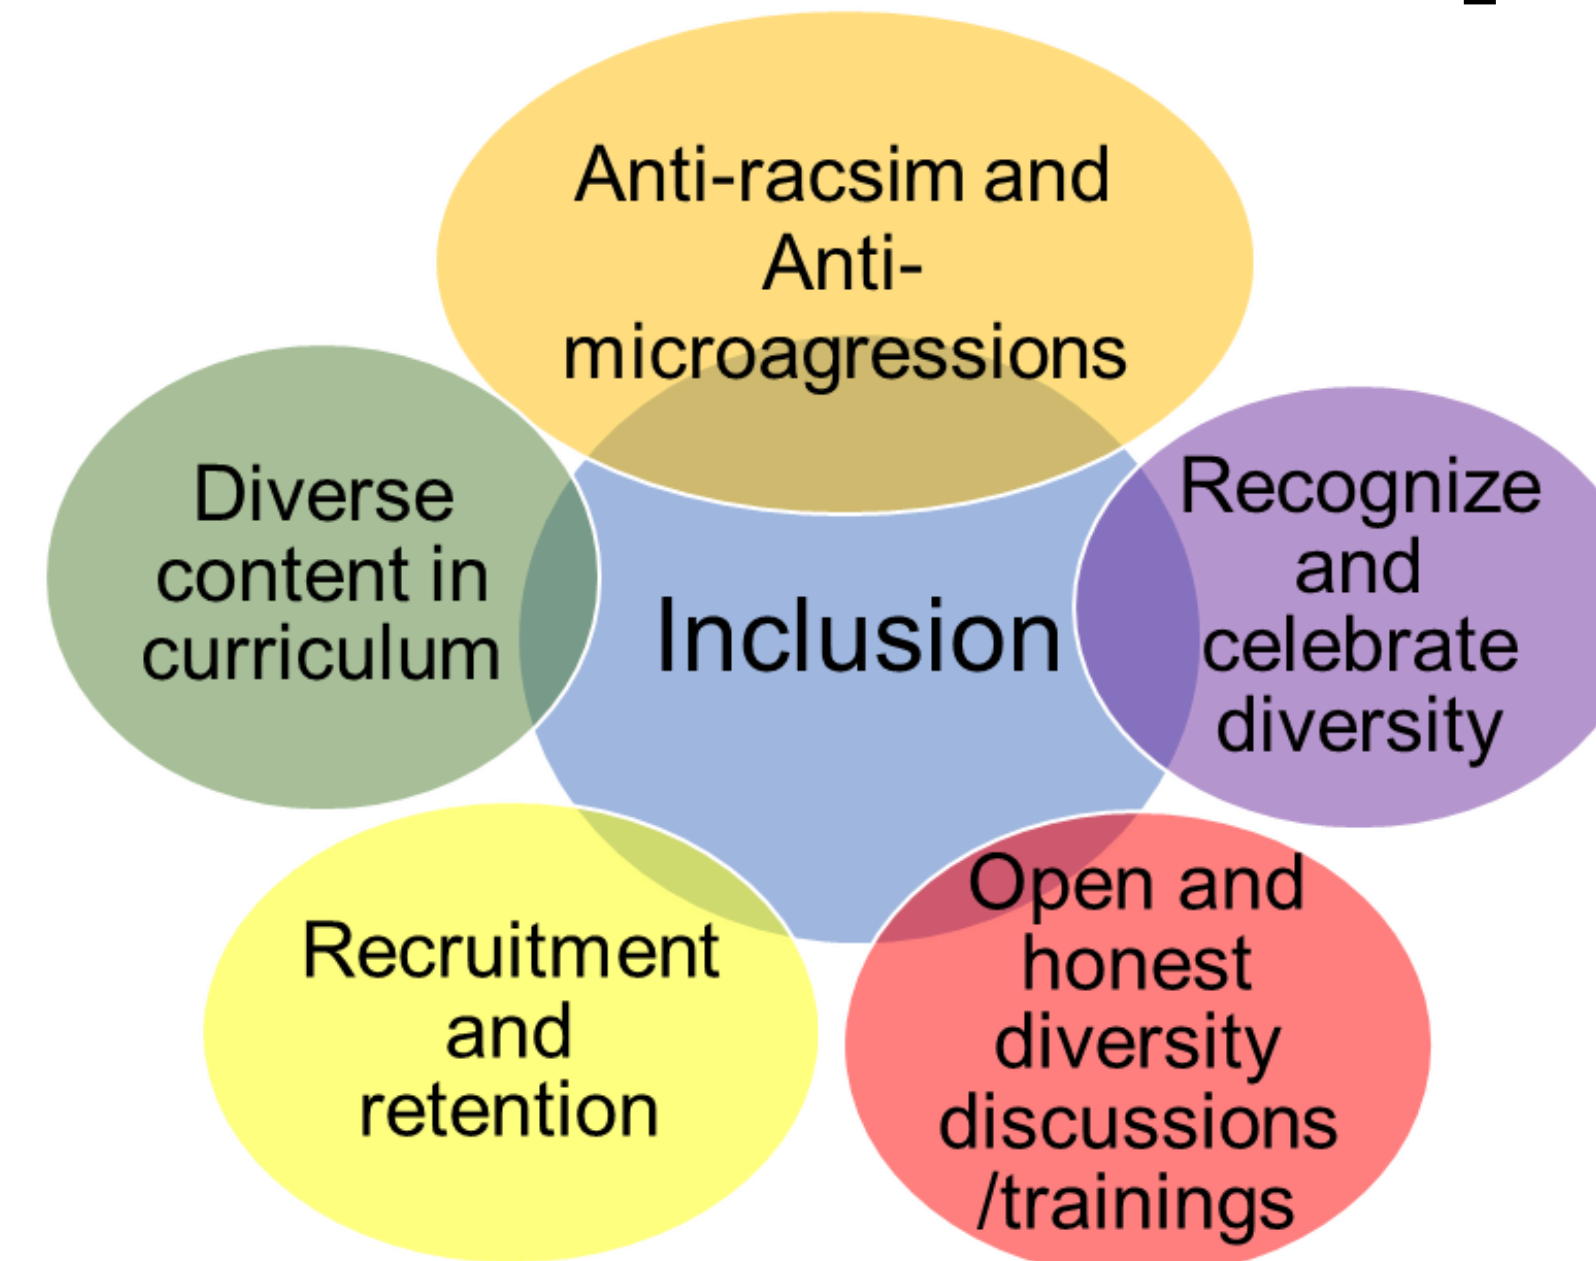 Anti-racsim and
Anti-
microagressions
Diverse
content in
curriculum
Inclusion
Recognize
and
celebrate
diversity
Recruitment
and
retention
Open and
honest
diversity
discussions
/trainings